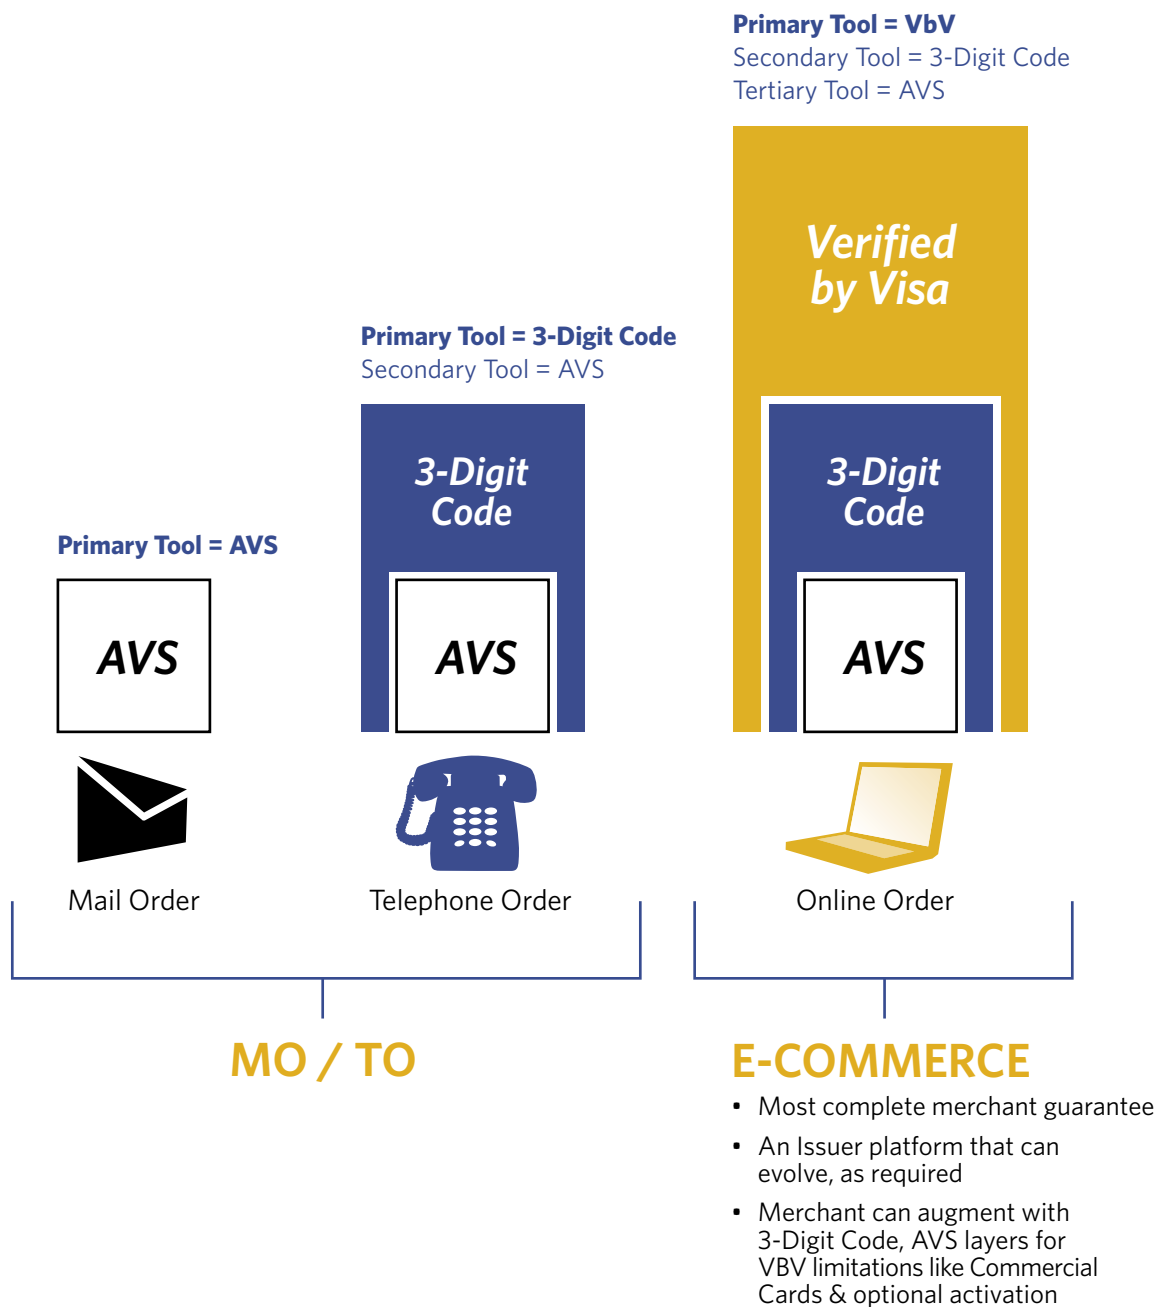 Primary Tool = VbV
Secondary Tool = 3-Digit Code
Tertiary Tool = AVS
Verified
by Visa
Primary Tool = 3-Digit Code
Secondary Tool = AVS
3-Digit
Code
3-Digit
Code
Primary Tool = AVS
AVS
AVS
AVS
Mail Order
Telephone Order
Online Order
MO / TO
E-COMMERCE
• Most complete merchant guarantee
• An Issuer platform that can
evolve, as required
• Merchant can augment with
3-Digit Code, AVS layers for
VBV limitations like Commercial
Cards & optional activation